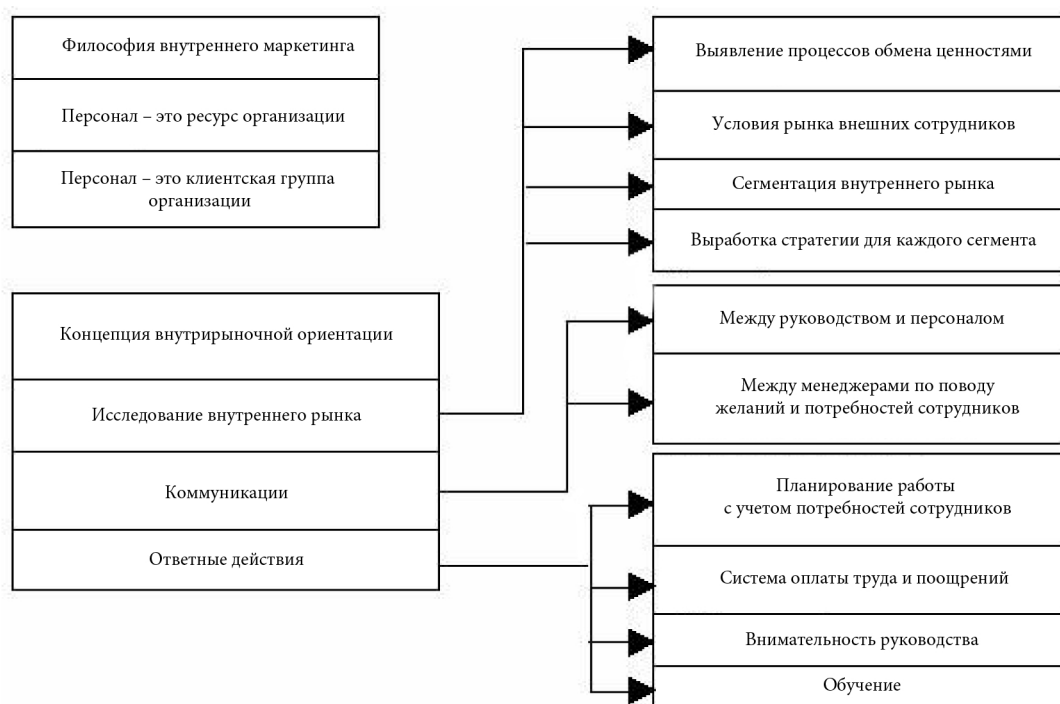 Философия внутреннего маркетинга
Персонал – это ресурс организации
Персонал – это клиентская группа
организации
Концепция внутрирыночной ориентации
Исследование внутреннего рынка
Коммуникации
Ответные действия
Выявление процессов обмена ценностями
Условия рынка внешних сотрудников
Сегментация внутреннего рынка
Выработка стратегии для каждого сегмента
Между руководством и персоналом
Между менеджерами по поводу
желаний и потребностей сотрудников
Планирование работы
с учетом потребностей сотрудников
Система оплаты труда и поощрений
Внимательность руководства
Обучение